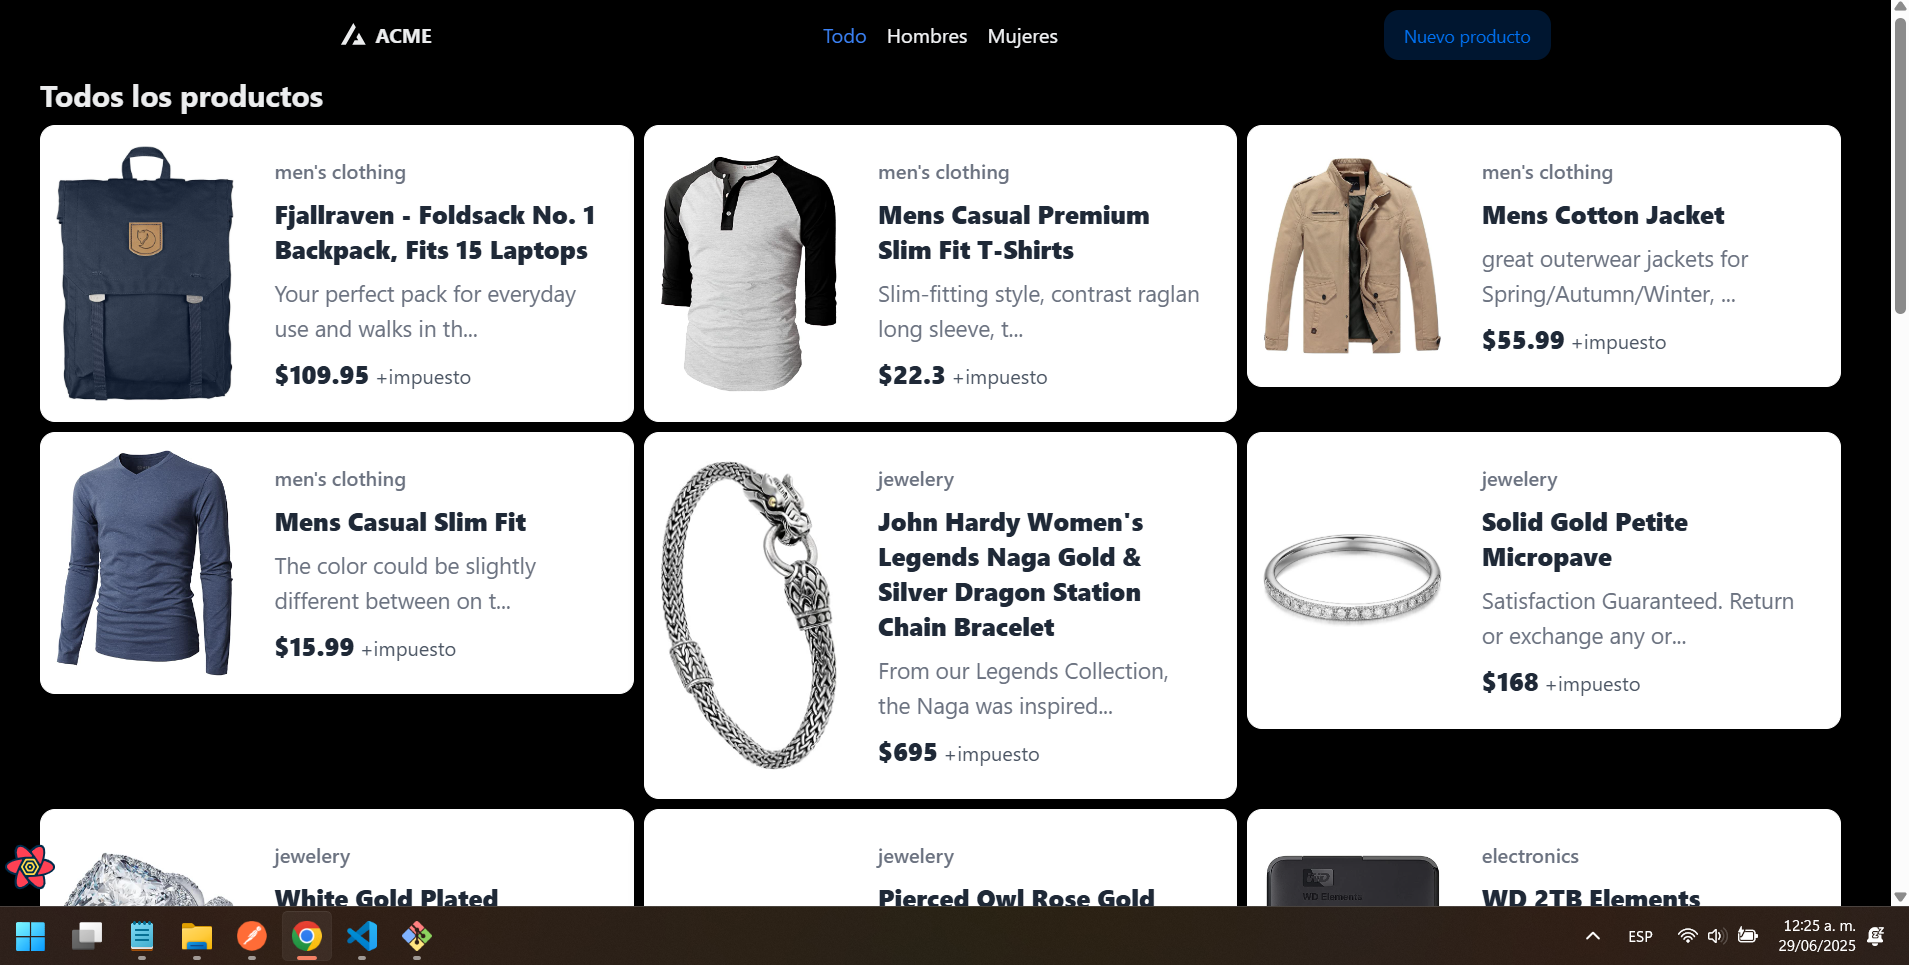 ACME
Todo Hombres Mujeres
Nuevo producto
Todos los productos
men's clothing
Fjallraven - Foldsack No. 1
Backpack, Fits 15 Laptops
Your perfect pack for everyday
use and walks in th...
$109.95 +impuesto
men's clothing
Mens Casual Premium
Slim Fit T-Shirts
Slim-fitting style, contrast raglan
long sleeve, t...
$22.3 +impuesto
men's clothing
Mens Cotton Jacket
great outerwear jackets for
Spring/Autumn/Winter, ...
$55.99 +impuesto
men's clothing
Mens Casual Slim Fit
The color could be slightly
different between on t...
$15.99 +impuesto
jewelery
John Hardy Women's
Legends Naga Gold &
Silver Dragon Station
Chain Bracelet
From our Legends Collection,
the Naga was inspired...
$695 +impuesto
jewelery
Solid Gold Petite
Micropave
Satisfaction Guaranteed. Return
or exchange any or...
$168 +impuesto
jewelery
White Gold Plated
jewelery
Pierced Owl Rose Gold
WD Elements
electronics
WD 2TB Elements
ESP
12:25 a. m.
29/06/2025